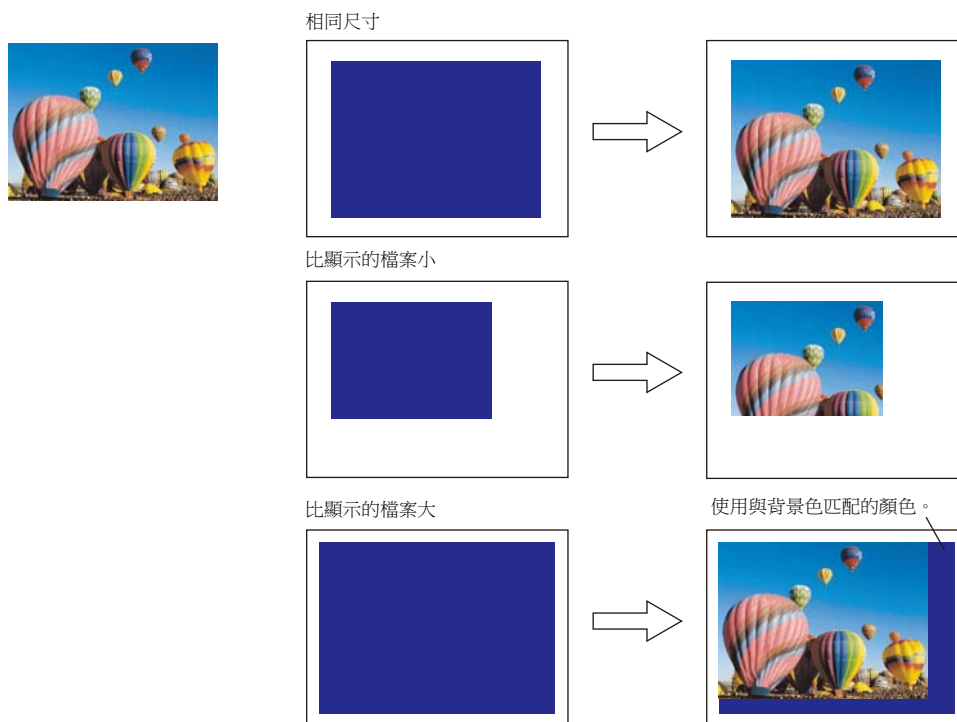 相同尺寸
比顯示的檔案小
比顯示的檔案大
使用與背景色匹配的顏色。